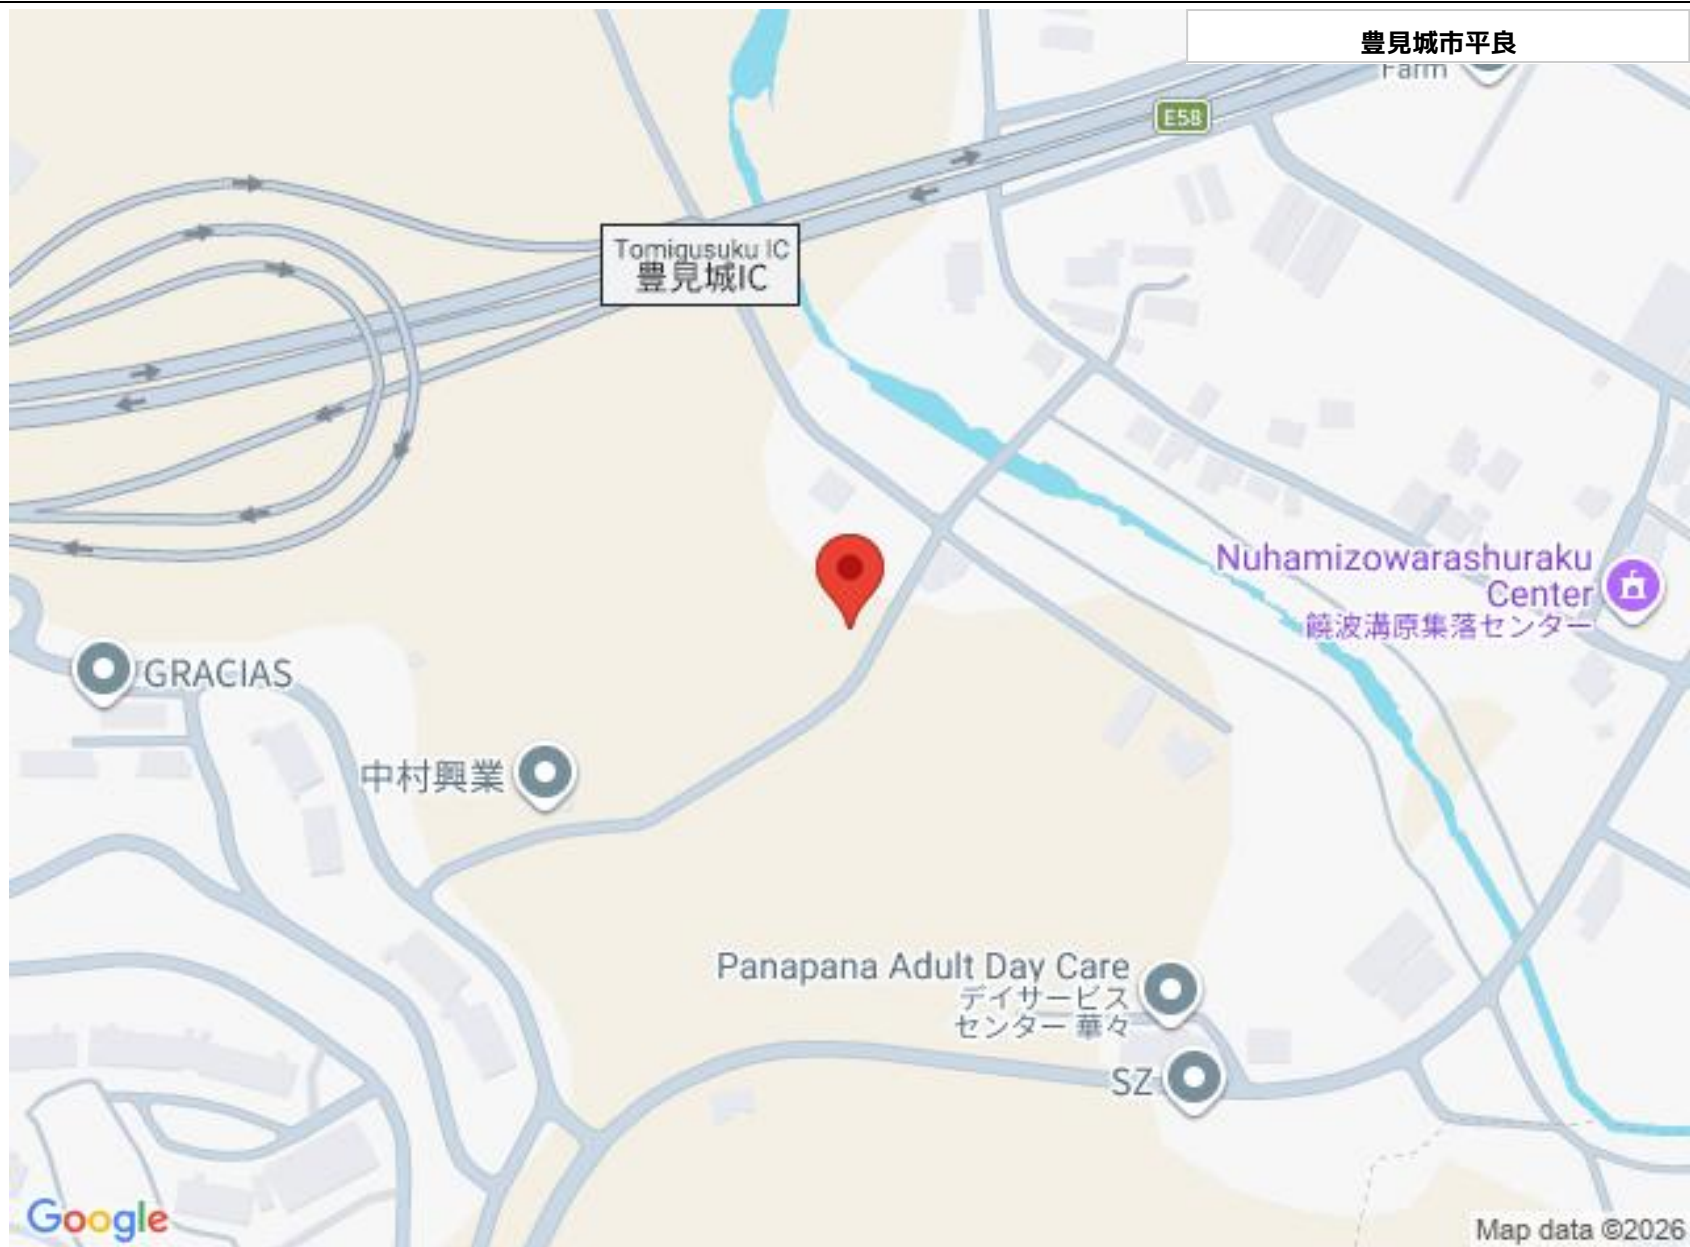 豊見城市平良
Farm
E58
Tomigusuku IC
豊見城IC
Nuhamizowarashuraku
Center
饒波溝原集落センター
GRACIAS
中村興業
Panapana Adult Day Care
デイサービス
センター 華々
SZ
Google
Map data ©2026